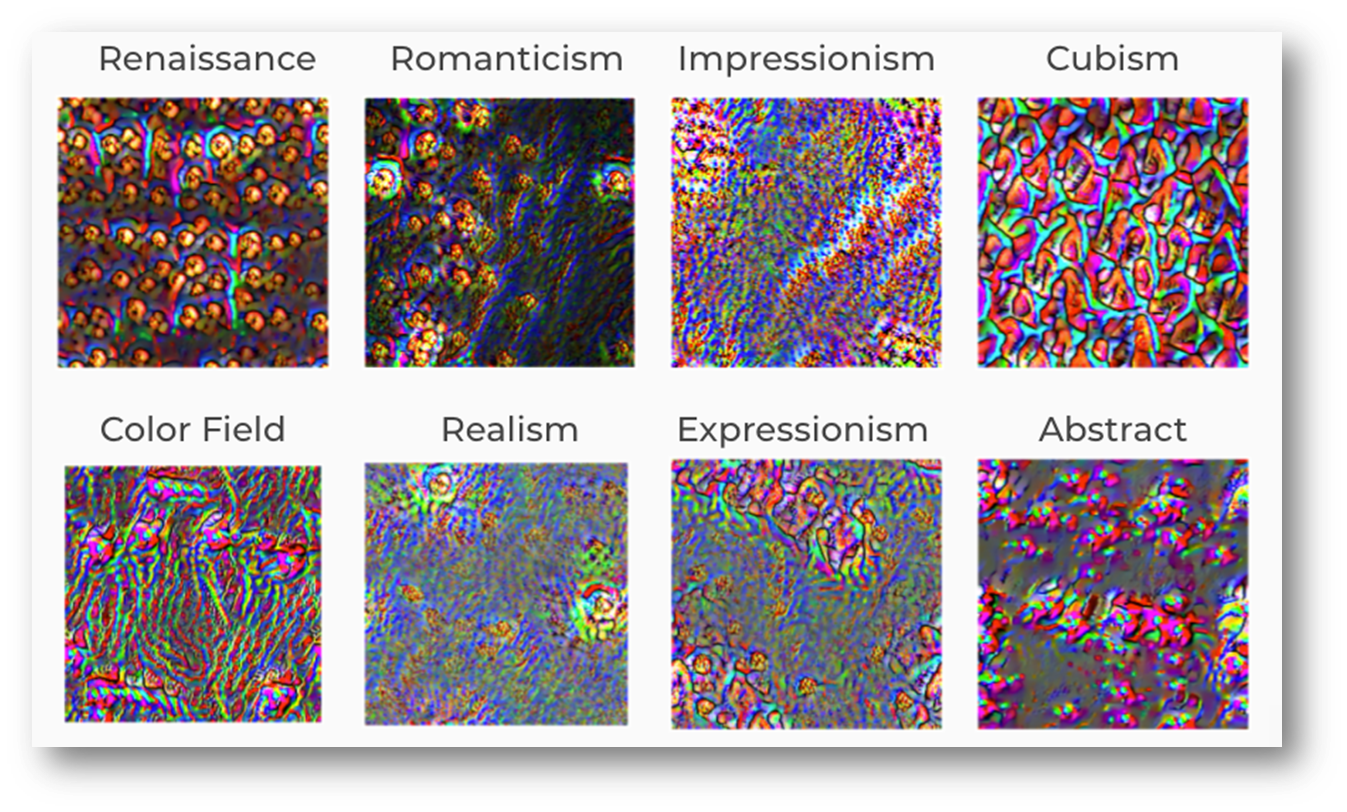 Renaissance
Romanticism
Impressionism
Cubism
Color Field
Realism
Expressionism
Abstract